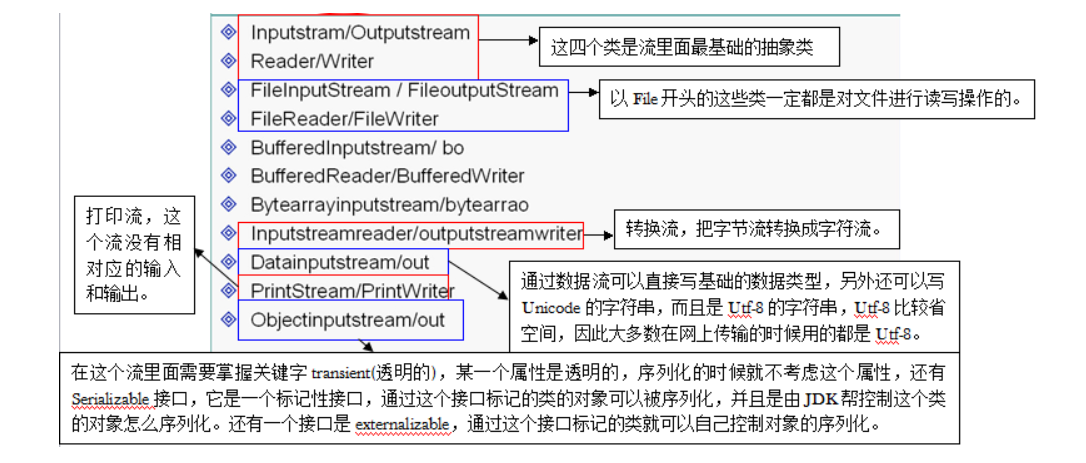 Inputstram/Outputstream
Reader/Writer
这四个类是流里面最基础的抽象类
FileInputStream / FileoutputStream
FileReader/FileWriter
以 File 开头的这些类一定都是对文件进行读写操作的。
BufferedInputstream/ bo
BufferedReader/BufferedWriter
Bytearrayinputstream/bytearrao
Inputstreamreader/outputstreamwriter
转换流，把字节流转换成字符流。
Datainputstream/out
通过数据流可以直接写基础的数据类型，另外还可以写
Unicode 的字符串，而且是 Utf-8 的字符串，Utf-8 比较省
空间，因此大多数在网上传输的时候用的都是 Utf-8。
PrintStream/PrintWriter
打印流，这
个流没有相
对应的输入
和输出。
Objectinputstream/out
在这个流里面需要掌握关键字 transient(透明的)，某一个属性是透明的，序列化的时候就不考虑这个属性，还有
Serializable 接口，它是一个标记性接口，通过这个接口标记的类的对象可以被序列化，并且是由 JDK 帮控制这个类
的对象怎么序列化。还有一个接口是 externalizable，通过这个接口标记的类就可以自己控制对象的序列化。